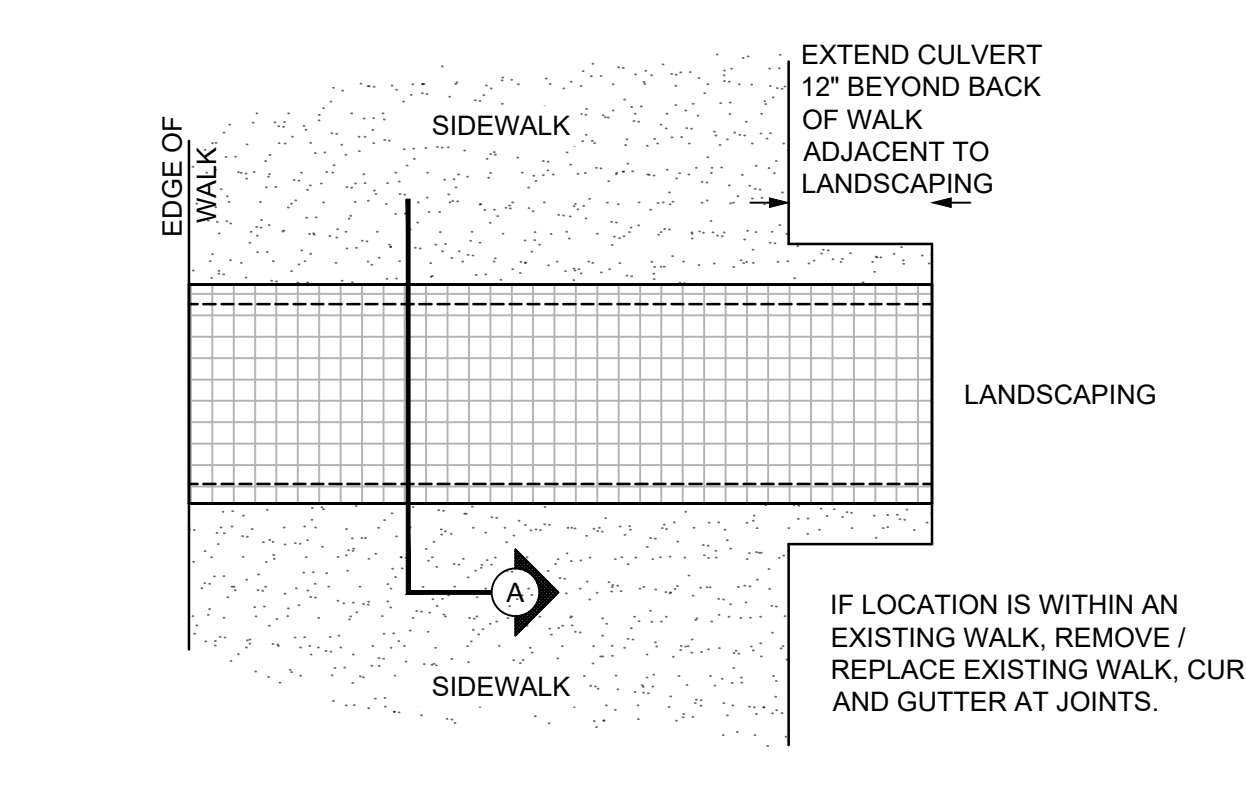 EXTEND CULVERT
12" BEYOND BACK
OF WALK
ADJACENT TO
LANDSCAPING
SIDEWALK
EDGE OF
WALK
LANDSCAPING
A
IF LOCATION IS WITHIN AN
EXISTING WALK, REMOVE /
REPLACE EXISTING WALK, CUR
AND GUTTER AT JOINTS.
SIDEWALK